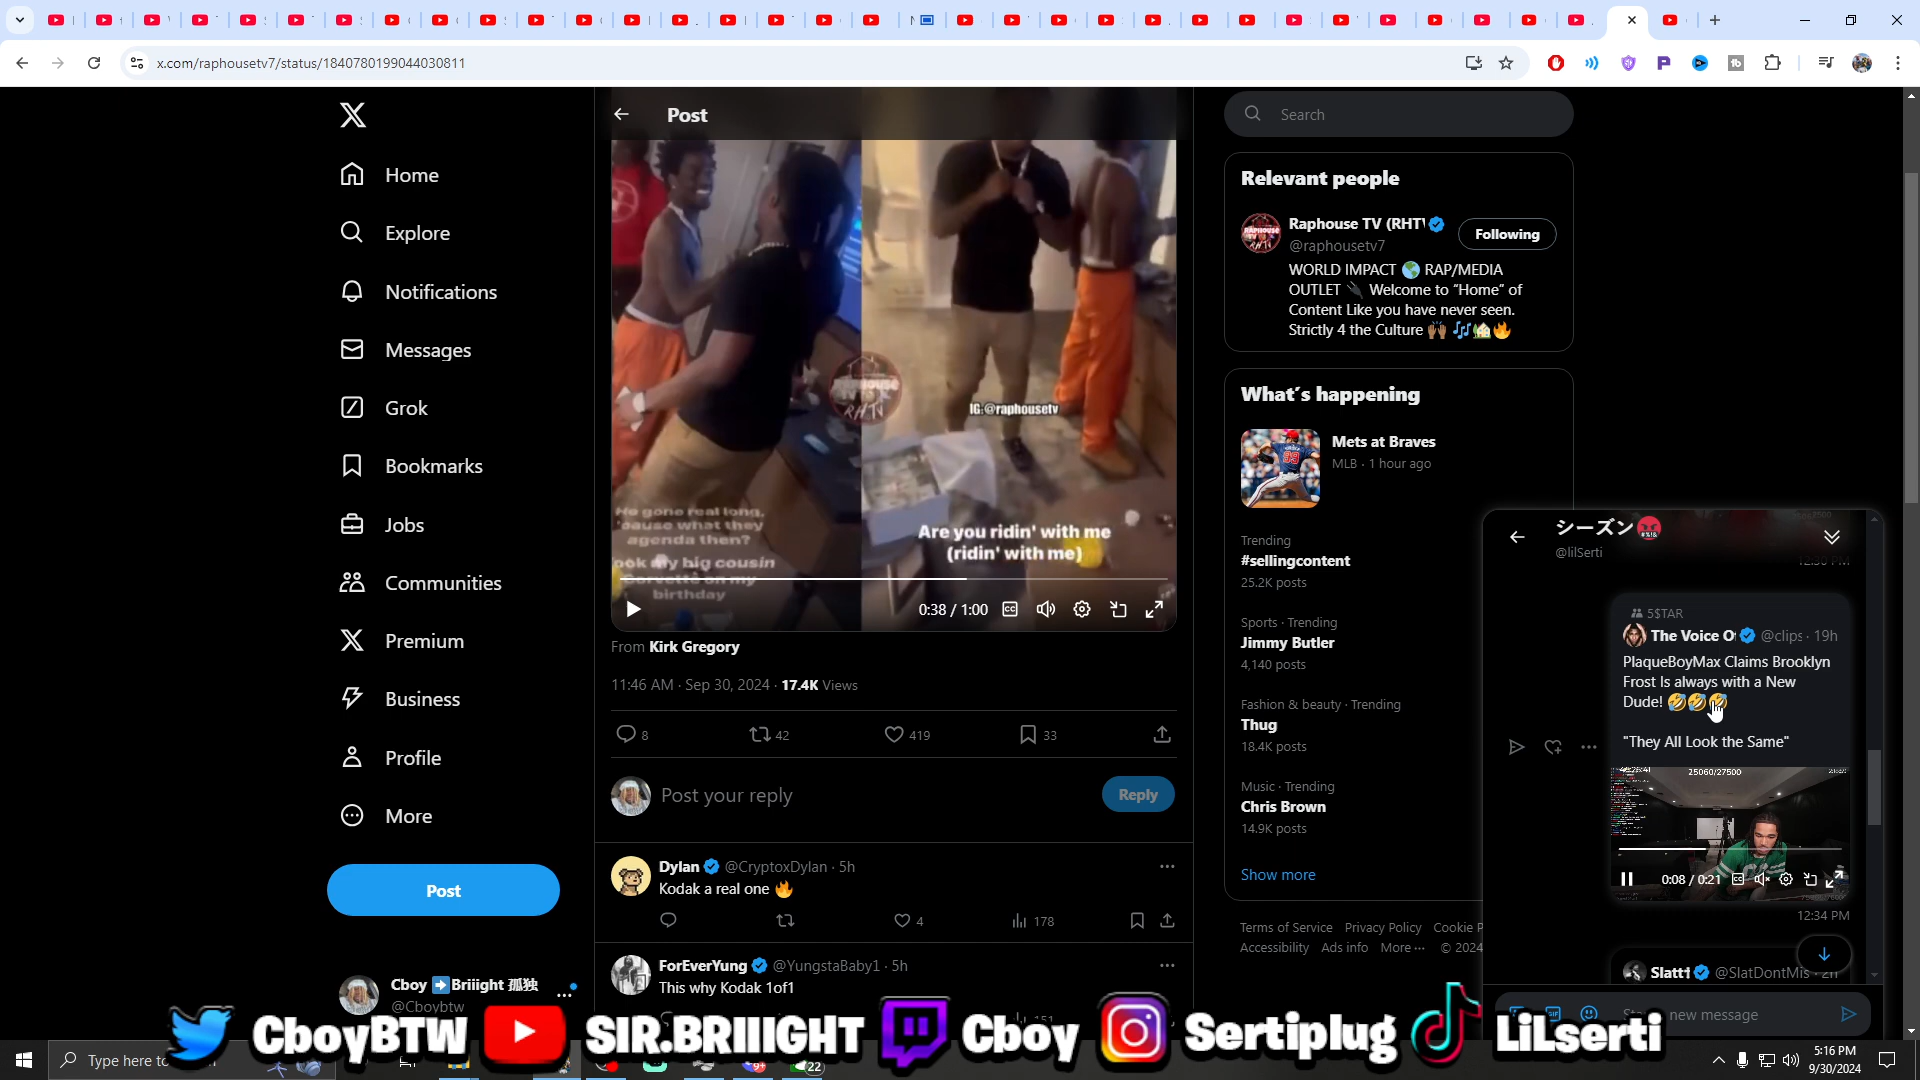 x.com/raphousetv7/status/1840780199044030811
Home
Explore
Notifications
Messages
Grok
Bookmarks
Jobs
Communities
Premium
Business
Profile
More
Post
Cboy ➡️Briiight 孤独
@Cboybtw
Post
RAPHOUSE
TV
RHTV
IG:@raphousetv
He gone real long,
'cause what they
agenda then?
my big cousin
Corvette on my
birthday
Are you ridin' with me
(ridin' with me)
0:38 / 1:00
From Kirk Gregory
11:46 AM · Sep 30, 2024 · 17.4K Views
8
42
419
33
Post your reply
Reply
Dylan @CryptoxDylan · 5h
Kodak a real one 🔥
4
178
ForEverYung @YungstaBaby1 · 5h
This why Kodak 1of1
151
Search
Relevant people
Raphouse TV (RHT
@raphousetv7
Following
WORLD IMPACT 🌎 RAP/MEDIA
OUTLET 🔌 Welcome to “Home” of
Content Like you have never seen.
Strictly 4 the Culture 🙌🏾 🎶🏡🔥
What’s happening
Mets at Braves
MLB · 1 hour ago
Trending
#sellingcontent
25.2K posts
Sports · Trending
Jimmy Butler
4,140 posts
Fashion & beauty · Trending
Thug
18.4K posts
Music · Trending
Chris Brown
14.9K posts
Show more
Terms of Service Privacy Policy Cookie P
Accessibility Ads info More ··· © 2024
シーズン🤬
@lilSerti
12:30 PM
5$TAR
The Voice O @clips · 19h
PlaqueBoyMax Claims Brooklyn
Frost Is always with a New
Dude! 🤣🤣🤣
"They All Look the Same"
25060/27500
0:08 / 0:21
12:34 PM
Slatt @SlatDontMis · 2h
new message
CboyBTW SIR.BRIIIGHT Cboy Sertiplug LiLserti
Type here to
9+
22
5:16 PM
9/30/2024